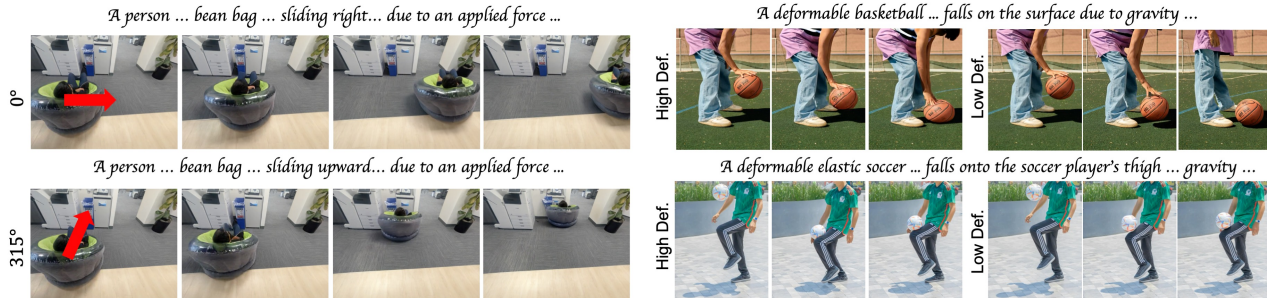 A person ... bean bag ... sliding right... due to an applied force ...
0°
A person ... bean bag ... sliding upward... due to an applied force ...
315°
A deformable basketball ... falls on the surface due to gravity ...
High Def.
Low Def.
A deformable elastic soccer ... falls onto the soccer player's thigh ... gravity ...
High Def.
Low Def.